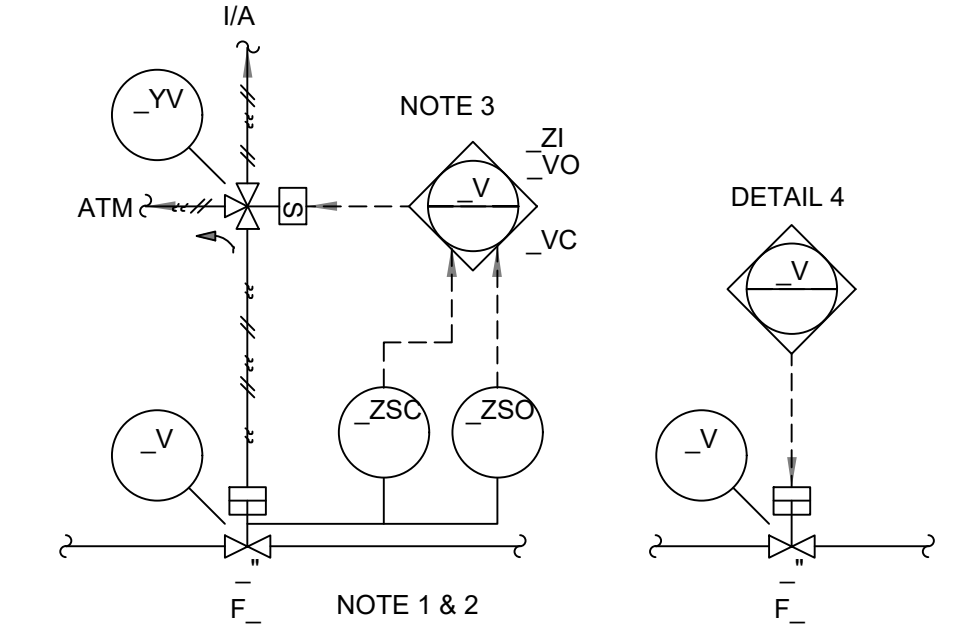 I/A
_YV
NOTE 3
_ZI
_VO
_V
ATM
S
_VC
DETAIL 4
_V
_ZSC
_ZSO
_V
_V
_"
F_
NOTE 1 & 2
_"
F_